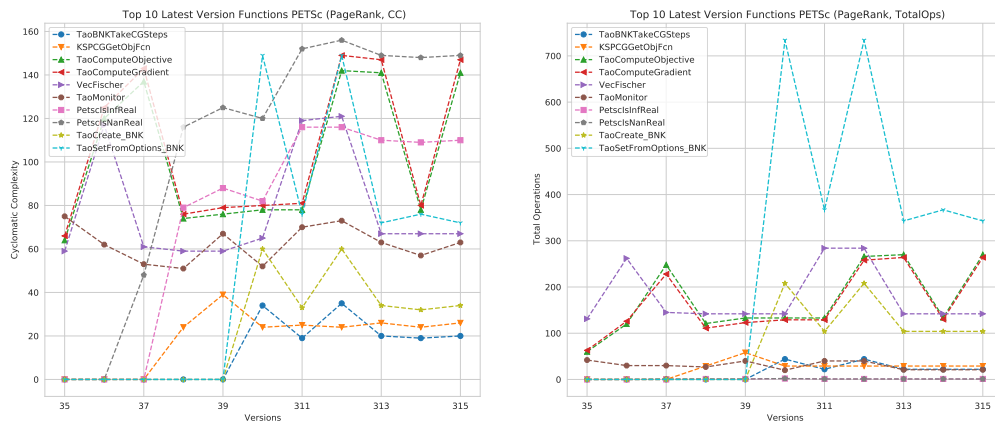 Top 10 Latest Version Functions PETSc (PageRank, CC)
160
140
120
100
80
60
40
20
0
Cyclomatic Complexity
TaoBNKTakeCGSteps
KSPCGGetObjFcn
TaoComputeObjective
TaoComputeGradient
VecFischer
TaoMonitor
PetscIsInfReal
PetscIsNanReal
TaoCreate_BNK
TaoSetFromOptions_BNK
35
37
39
311
313
315
Versions
Top 10 Latest Version Functions PETSc (PageRank, TotalOps)
700
600
500
400
300
200
100
0
Total Operations
TaoBNKTakeCGSteps
KSPCGGetObjFcn
TaoComputeObjective
TaoComputeGradient
VecFischer
TaoMonitor
PetscIsInfReal
PetscIsNanReal
TaoCreate_BNK
TaoSetFromOptions_BNK
35
37
39
311
313
315
Versions